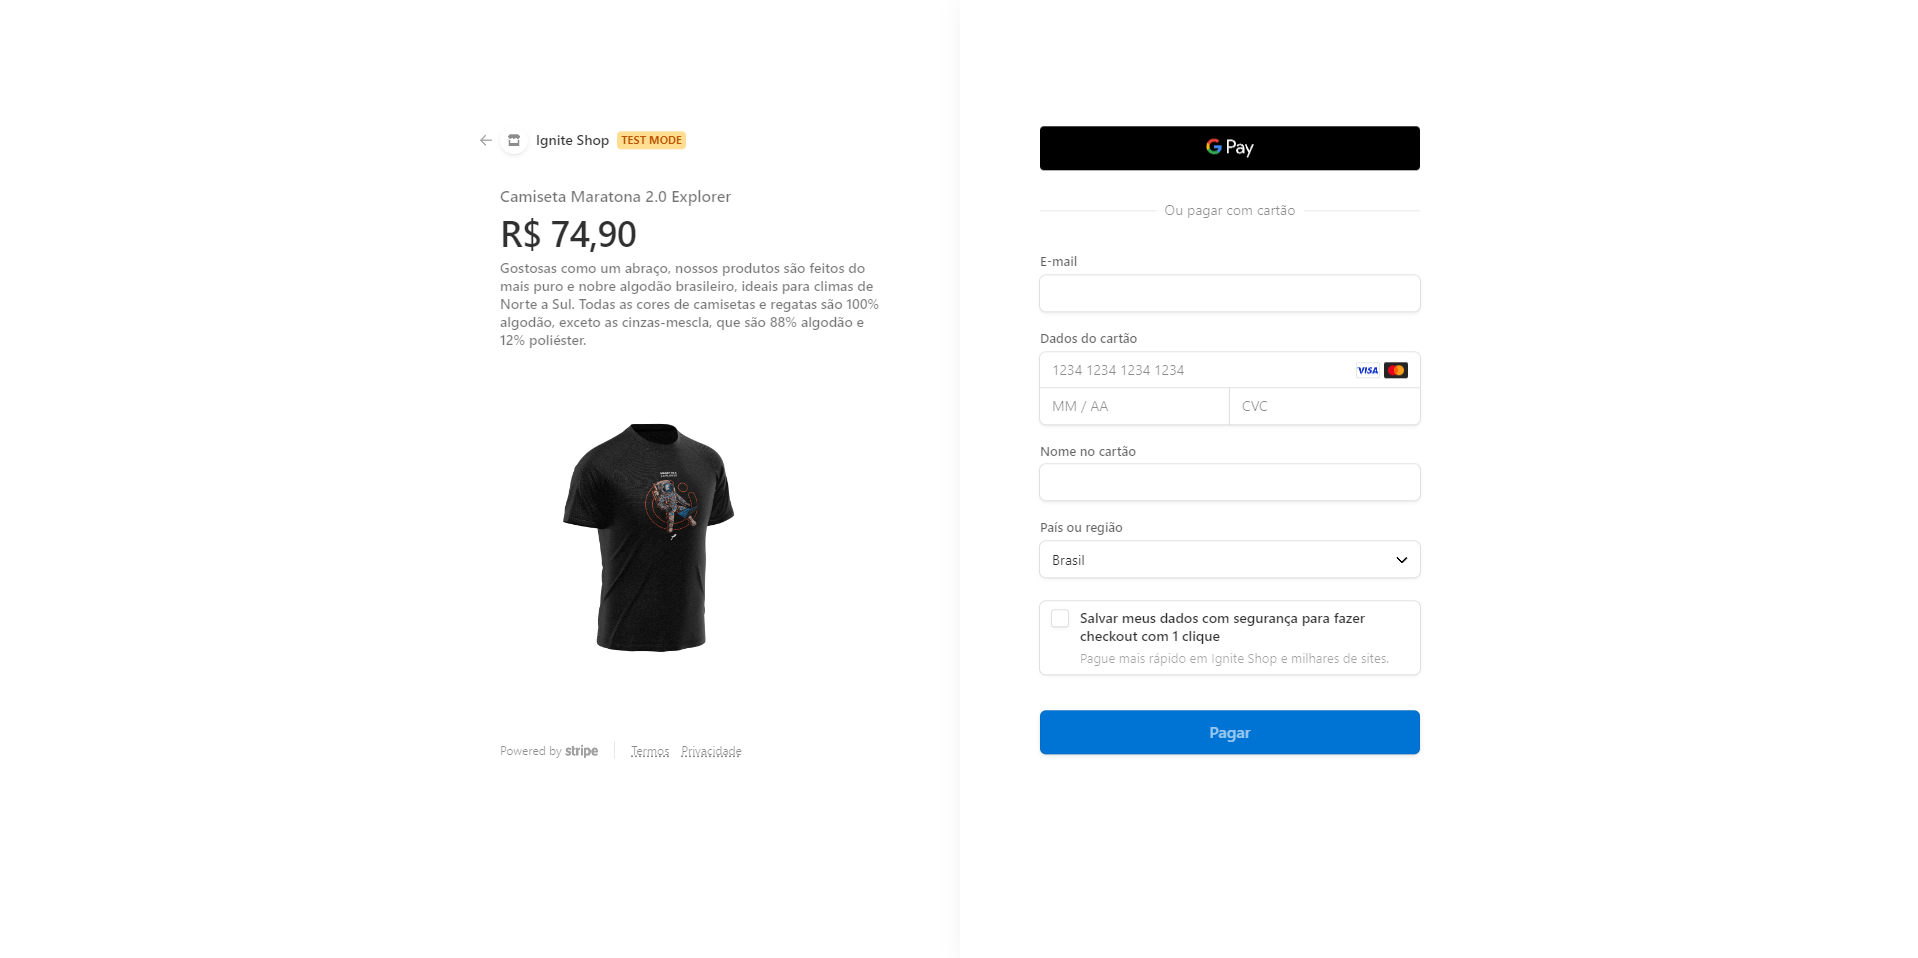 Ignite Shop TEST MODE
Camiseta Maratona 2.0 Explorer
R$ 74,90
Gostosas como um abraço, nossos produtos são feitos do
mais puro e nobre algodão brasileiro, ideais para climas de
Norte a Sul. Todas as cores de camisetas e regatas são 100%
algodão, exceto as cinzas-mescla, que são 88% algodão e
12% poliéster.
Powered by stripe Termos Privacidade
G Pay
Ou pagar com cartão
E-mail
Dados do cartão
1234 1234 1234 1234 VISA
MM / AA CVC
Nome no cartão
País ou região
Brasil
Salvar meus dados com segurança para fazer
checkout com 1 clique
Pague mais rápido em Ignite Shop e milhares de sites.
Pagar